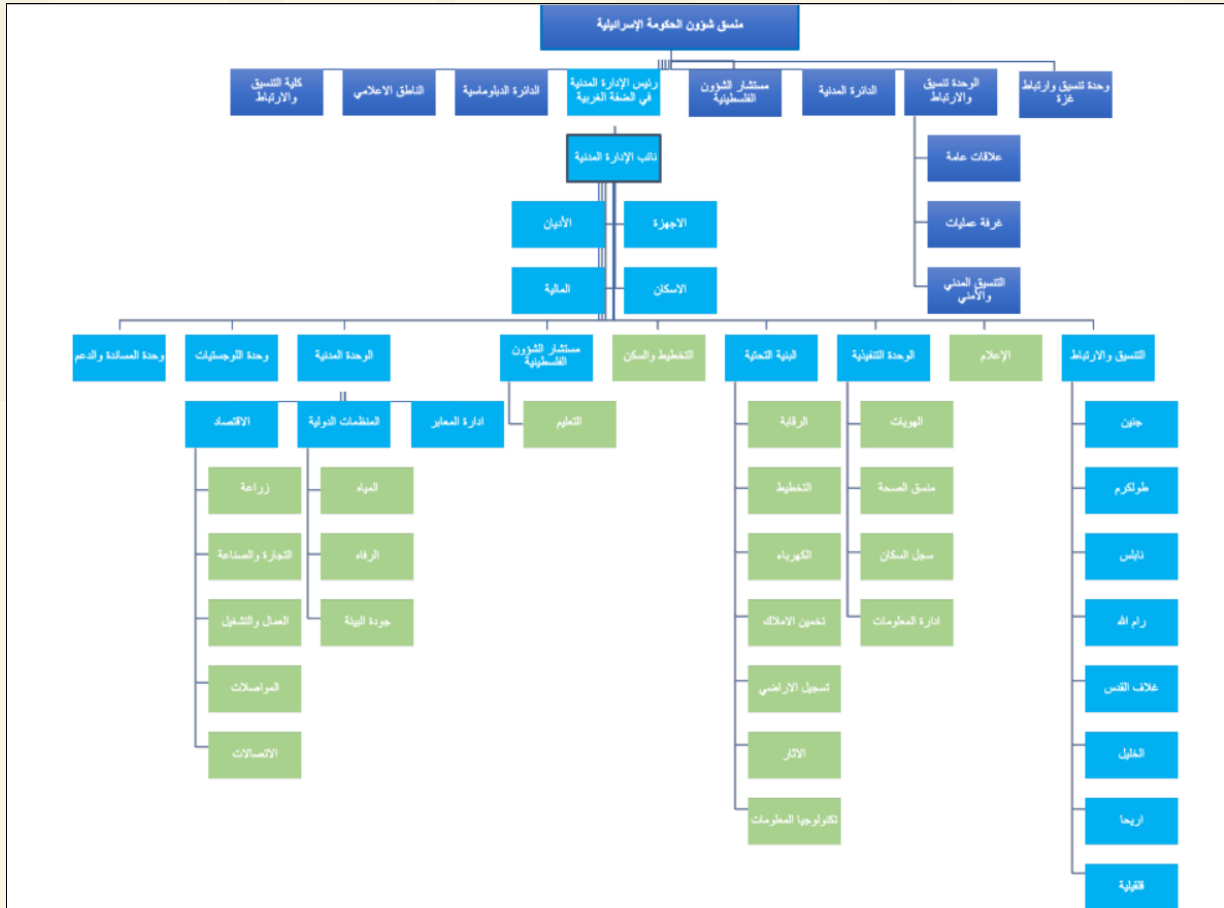 منسق شؤون الحكومة الإسرائيلية
وحدة تنسيق وارتباط
غزة
الوحدة تنسيق
والارتباط
الدائرة المدنية
مستشار الشؤون
الفلسطينية
رئيس الإدارة المدنية
في الضفة الغربية
الدائرة الدبلوماسية
الناطق الاعلامي
كلية التنسيق
والارتباط
علاقات عامة
غرفة عمليات
التنسيق المدني
والأمني
نائب الإدارة المدنية
الاجهزة
الأديان
الاسكان
المالية
التنسيق والارتباط
الإعلام
الوحدة التنفيذية
البنية التحتية
التخطيط والسكن
مستشار الشؤون
الفلسطينية
الوحدة المدنية
وحدة اللوجستيات
وحدة المساندة والدعم
جنين
طولكرم
نابلس
رام الله
غلاف القدس
الخليل
اريحا
قلقيلية
الهويات
منسق الصحة
سجل السكان
ادارة المعلومات
الرقابة
التخطيط
الكهرباء
تخمين الاملاك
تسجيل الاراضي
الاثار
تكنولوجيا المعلومات
التعليم
ادارة المعابر
المنظمات الدولية
الاقتصاد
المياه
الرفاه
جودة البيئة
زراعة
التجارة والصناعة
العمال والتشغيل
المواصلات
الاتصالات